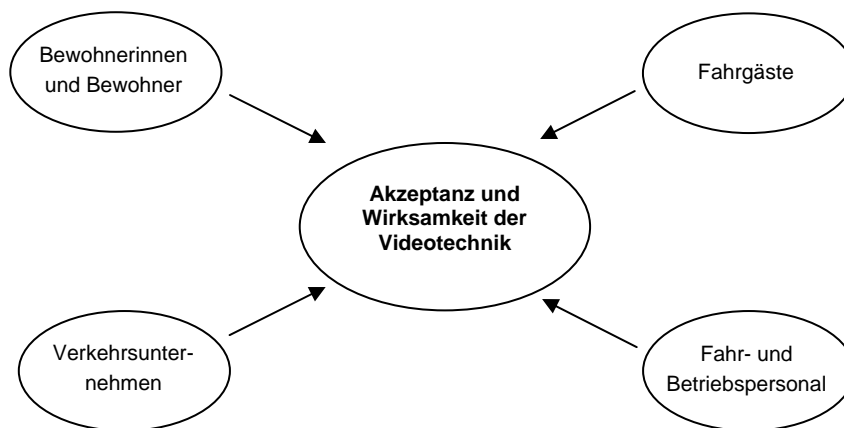 Bewohnerinnen
und Bewohner
Fahrgäste
Akzeptanz und
Wirksamkeit der
Videotechnik
Verkehrsunter-
nehmen
Fahr- und
Betriebspersonal